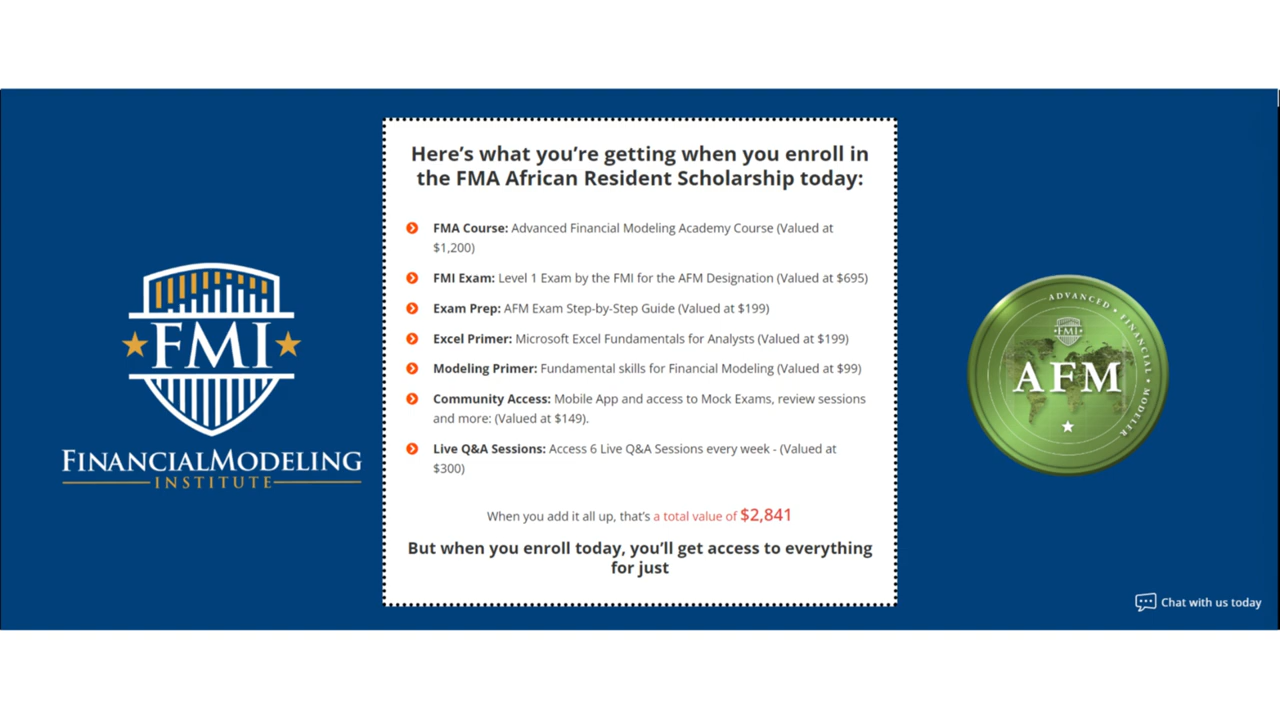 Here's what you're getting when you enroll in
the FMA African Resident Scholarship today:
FMA Course: Advanced Financial Modeling Academy Course (Valued at
$1,200)
FMI Exam: Level 1 Exam by the FMI for the AFM Designation (Valued at $695)
Exam Prep: AFM Exam Step-by-Step Guide (Valued at $199)
Excel Primer: Microsoft Excel Fundamentals for Analysts (Valued at $199)
Modeling Primer: Fundamental skills for Financial Modeling (Valued at $99)
Community Access: Mobile App and access to Mock Exams, review sessions
and more: (Valued at $149).
Live Q&A Sessions: Access 6 Live Q&A Sessions every week - (Valued at
$300)
When you add it all up, that's a total value of $2,841
But when you enroll today, you'll get access to everything
for just
FMI
FINANCIALMODELING
INSTITUTE
ADVANCED • FINANCIAL • MODELER
FMI
AFM
Chat with us today